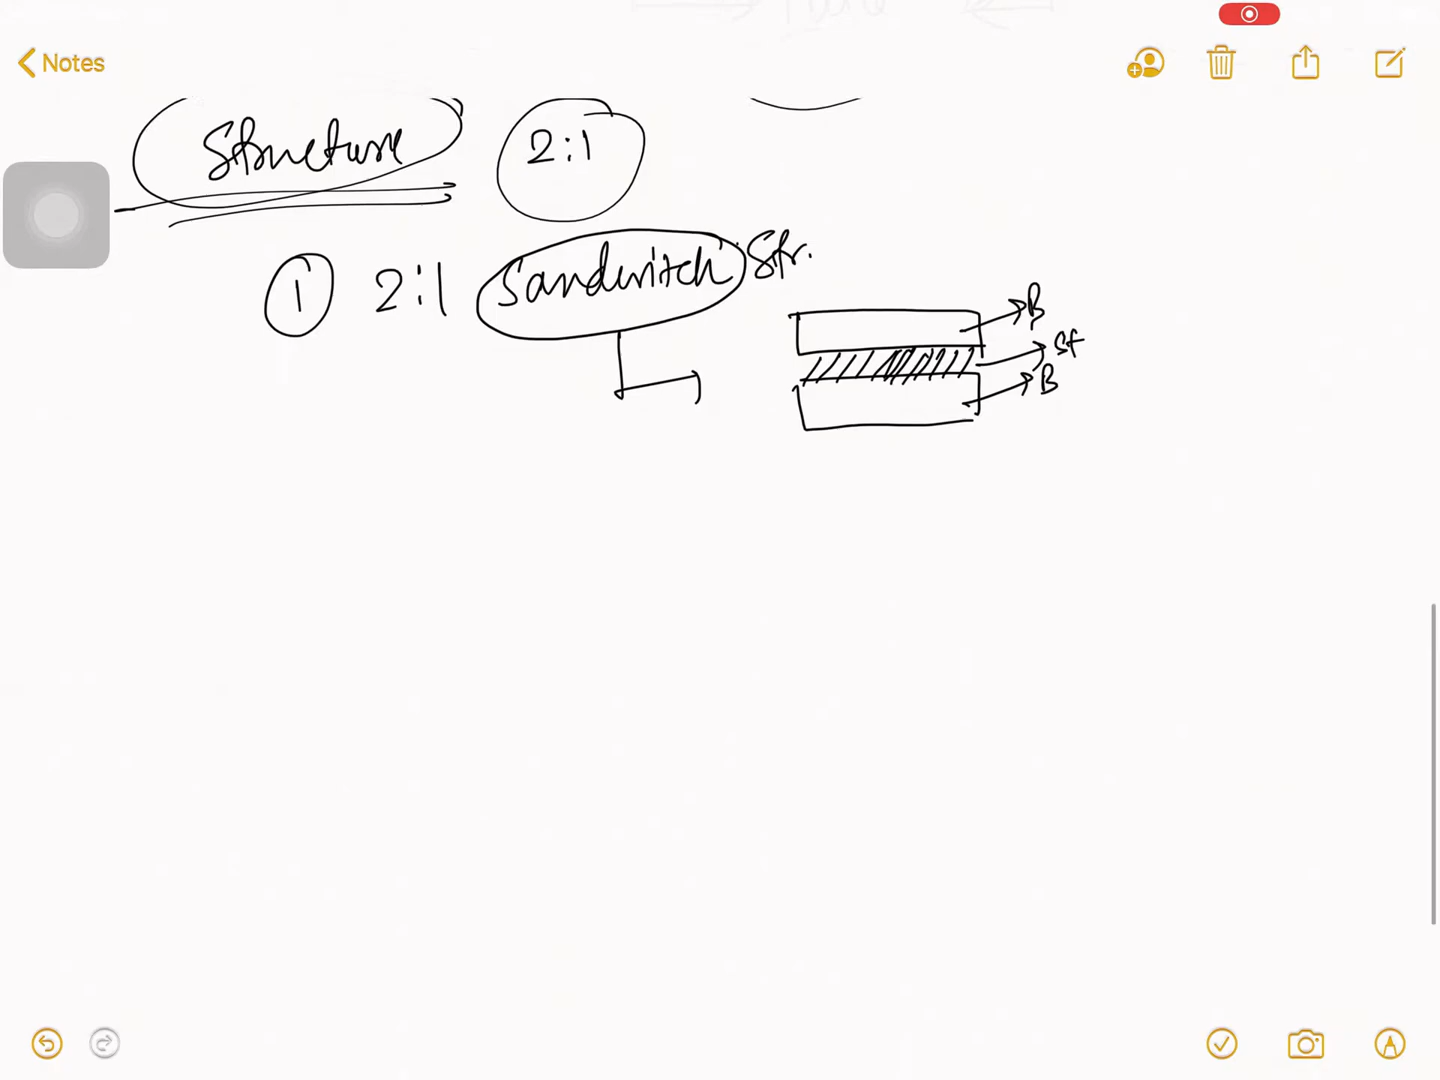 Notes
Structure 2:1
1 2:1 Sandwitch Str.
B
St
B